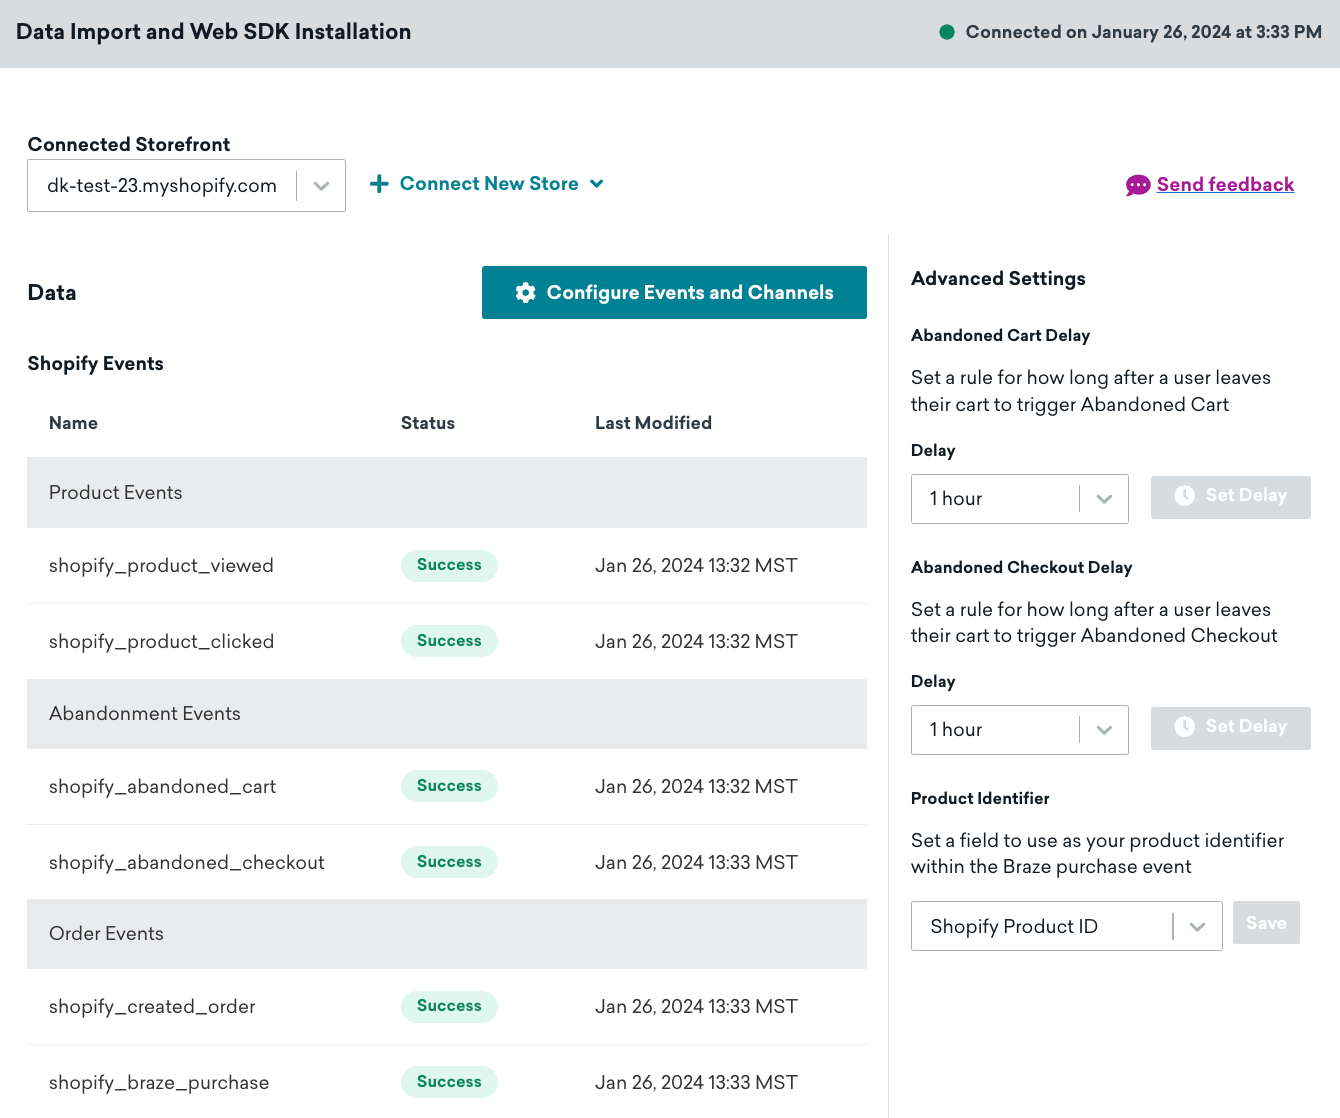 Data Import and Web SDK Installation
Connected on January 26, 2024 at 3:33 PM
Connected Storefront
dk-test-23.myshopify.com
Connect New Store
Send feedback
Data
Configure Events and Channels
Shopify Events
Name Status Last Modified
Product Events
shopify_product_viewed Success Jan 26, 2024 13:32 MST
shopify_product_clicked Success Jan 26, 2024 13:32 MST
Abandonment Events
shopify_abandoned_cart Success Jan 26, 2024 13:32 MST
shopify_abandoned_checkout Success Jan 26, 2024 13:33 MST
Order Events
shopify_created_order Success Jan 26, 2024 13:33 MST
shopify_braze_purchase Success Jan 26, 2024 13:33 MST
Advanced Settings
Abandoned Cart Delay
Set a rule for how long after a user leaves
their cart to trigger Abandoned Cart
Delay
1 hour
Set Delay
Abandoned Checkout Delay
Set a rule for how long after a user leaves
their cart to trigger Abandoned Checkout
Delay
1 hour
Set Delay
Product Identifier
Set a field to use as your product identifier
within the Braze purchase event
Shopify Product ID
Save